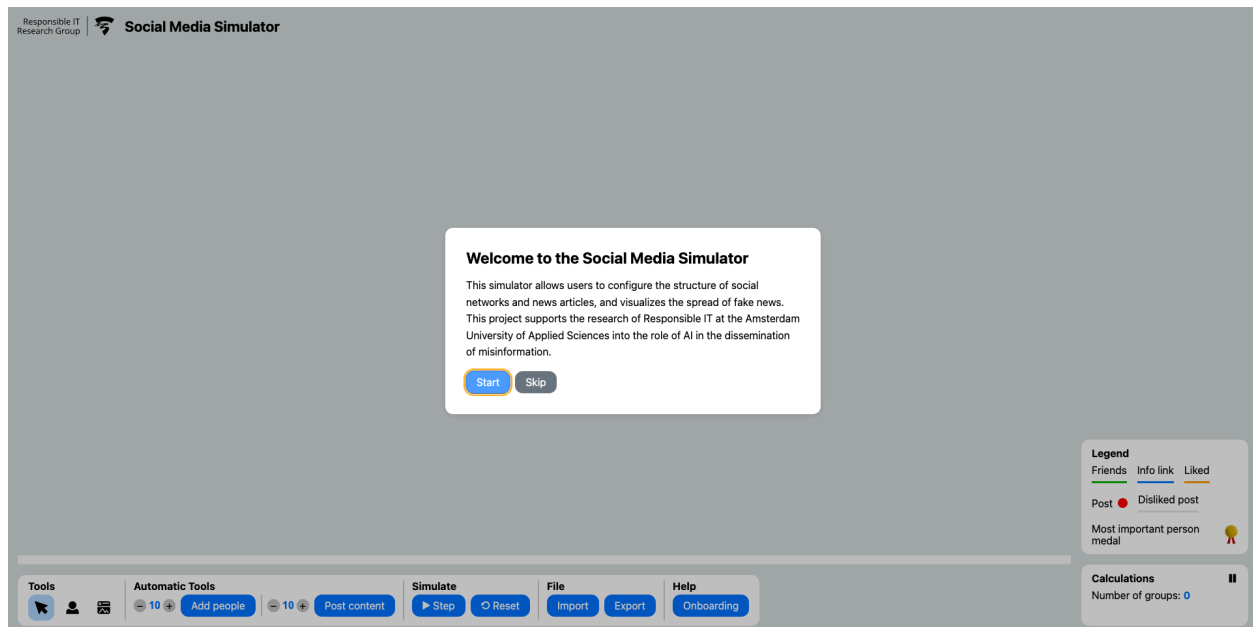 Responsible IT
Research Group
Social Media Simulator
Welcome to the Social Media Simulator
This simulator allows users to configure the structure of social
networks and news articles, and visualizes the spread of fake news.
This project supports the research of Responsible IT at the Amsterdam
University of Applied Sciences into the role of AI in the dissemination
of misinformation.
Start Skip
Legend
Friends Info link Liked
Post Disliked post
Most important person
medal
Tools
Automatic Tools
10 Add people 10 Post content
Simulate
Step Reset
File
Import Export
Help
Onboarding
Calculations
Number of groups: 0